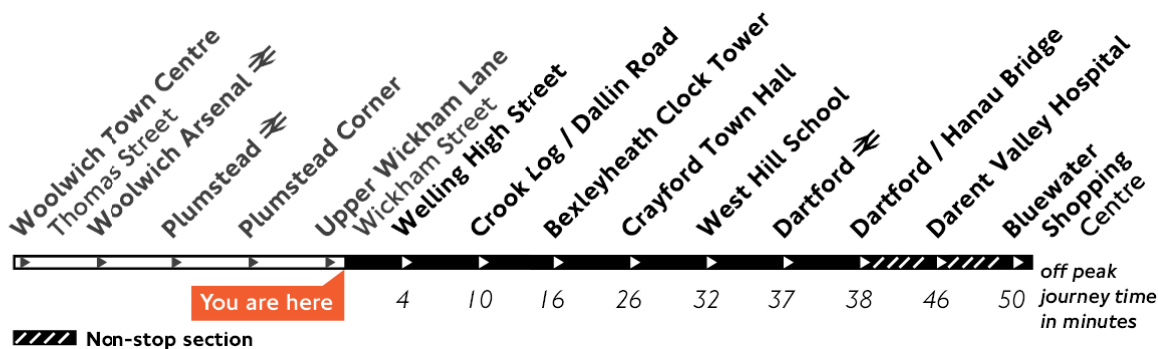 Woolwich Town Centre
Thomas Street
Woolwich Arsenal
Plumstead
Plumstead Corner
Upper Wickham Lane
Wickham Street
Welling High Street
Crook Log / Dallin Road
Bexleyheath Clock Tower
Crayford Town Hall
West Hill School
Dartford
Dartford / Hanau Bridge
Darent Valley Hospital
Bluewater
Shopping
Centre
You are here
4 10 16 26 32 37 38 46 50
off peak
journey time
in minutes
Non-stop section